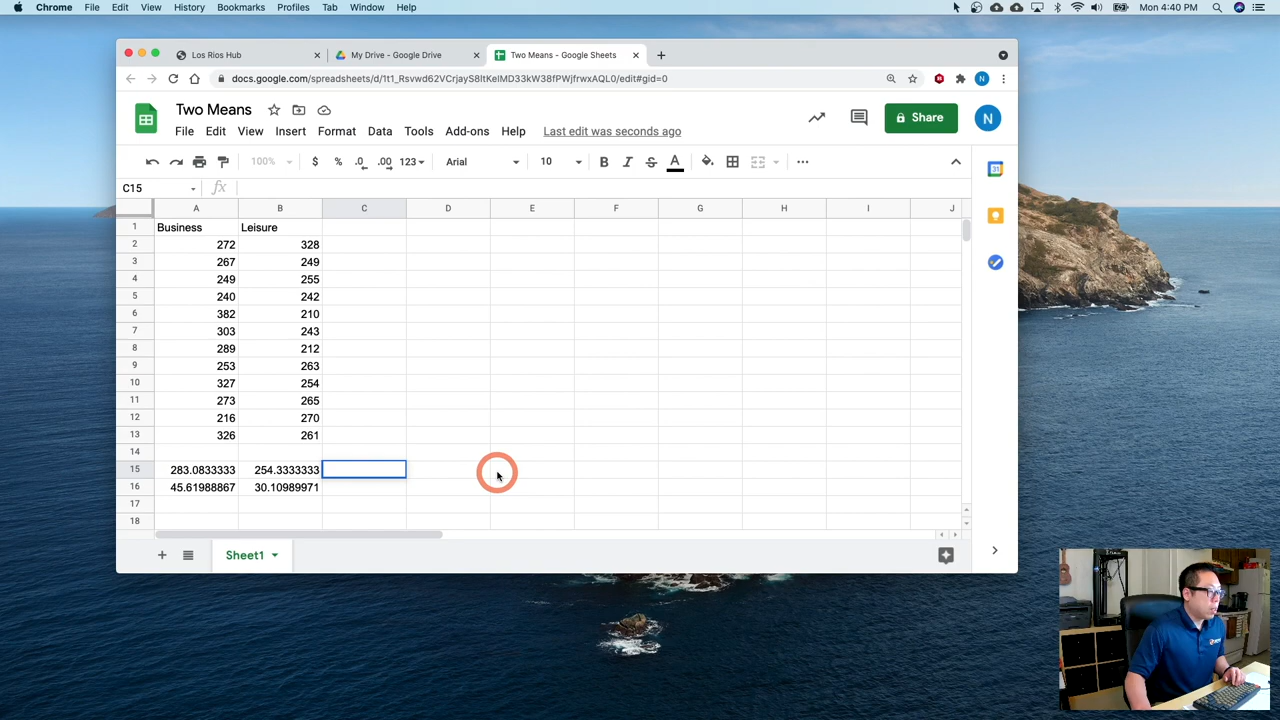 Chrome File Edit View History Bookmarks Profiles Tab Window Help Mon 4:40 PM
Los Rios Hub My Drive - Google Drive Two Means - Google Sheets
docs.google.com/spreadsheets/d/1t1_Rsvwd62VCrjayS8ltKeIMD33kW38fPWjfrwxAQL0/edit#gid=0
Two Means
File Edit View Insert Format Data Tools Add-ons Help Last edit was seconds ago
Share N
100% $ % .0 .00 123 Arial 10 B I S A
C15 fx
A B C D E F G H I J
1 Business Leisure
2 272 328
3 267 249
4 249 255
5 240 242
6 382 210
7 303 243
8 289 212
9 253 263
10 327 254
11 273 265
12 216 270
13 326 261
14
15 283.0833333 254.3333333
16 45.61988867 30.10989971
17
18
Sheet1